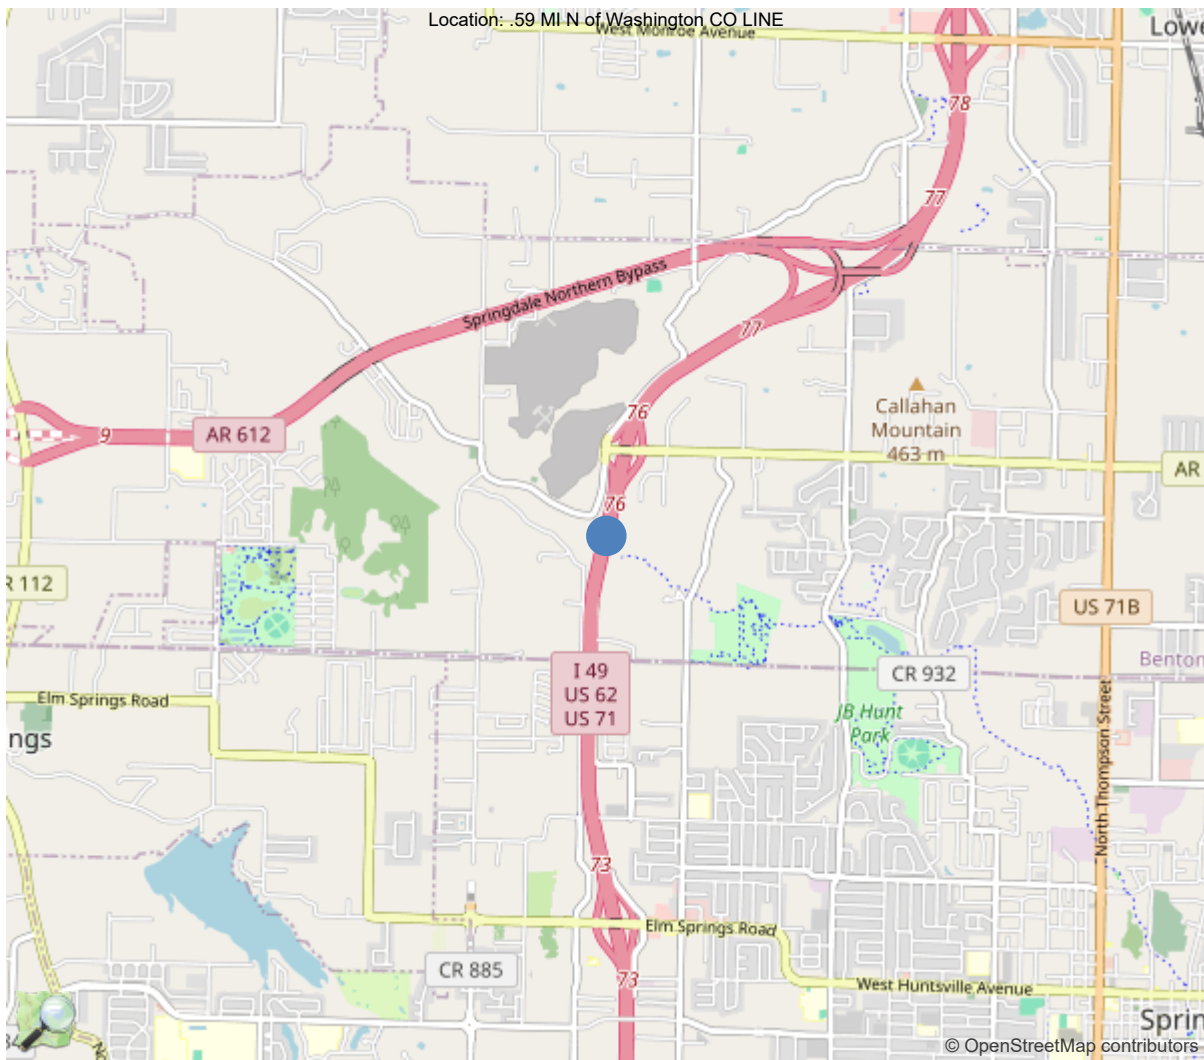 Location: .59 MI N of Washington CO LINE
West Monroe Avenue
Lowe
78
77
Springdale Northern Bypass
77
76
Callahan
Mountain
463 m
9
AR 612
AR
76
R 112
US 71B
I 49
US 62
US 71
CR 932
Benton
Elm Springs Road
JB Hunt
Park
ngs
North Thompson Street
73
Elm Springs Road
CR 885
73
West Huntsville Avenue
Sprin
© OpenStreetMap contributors